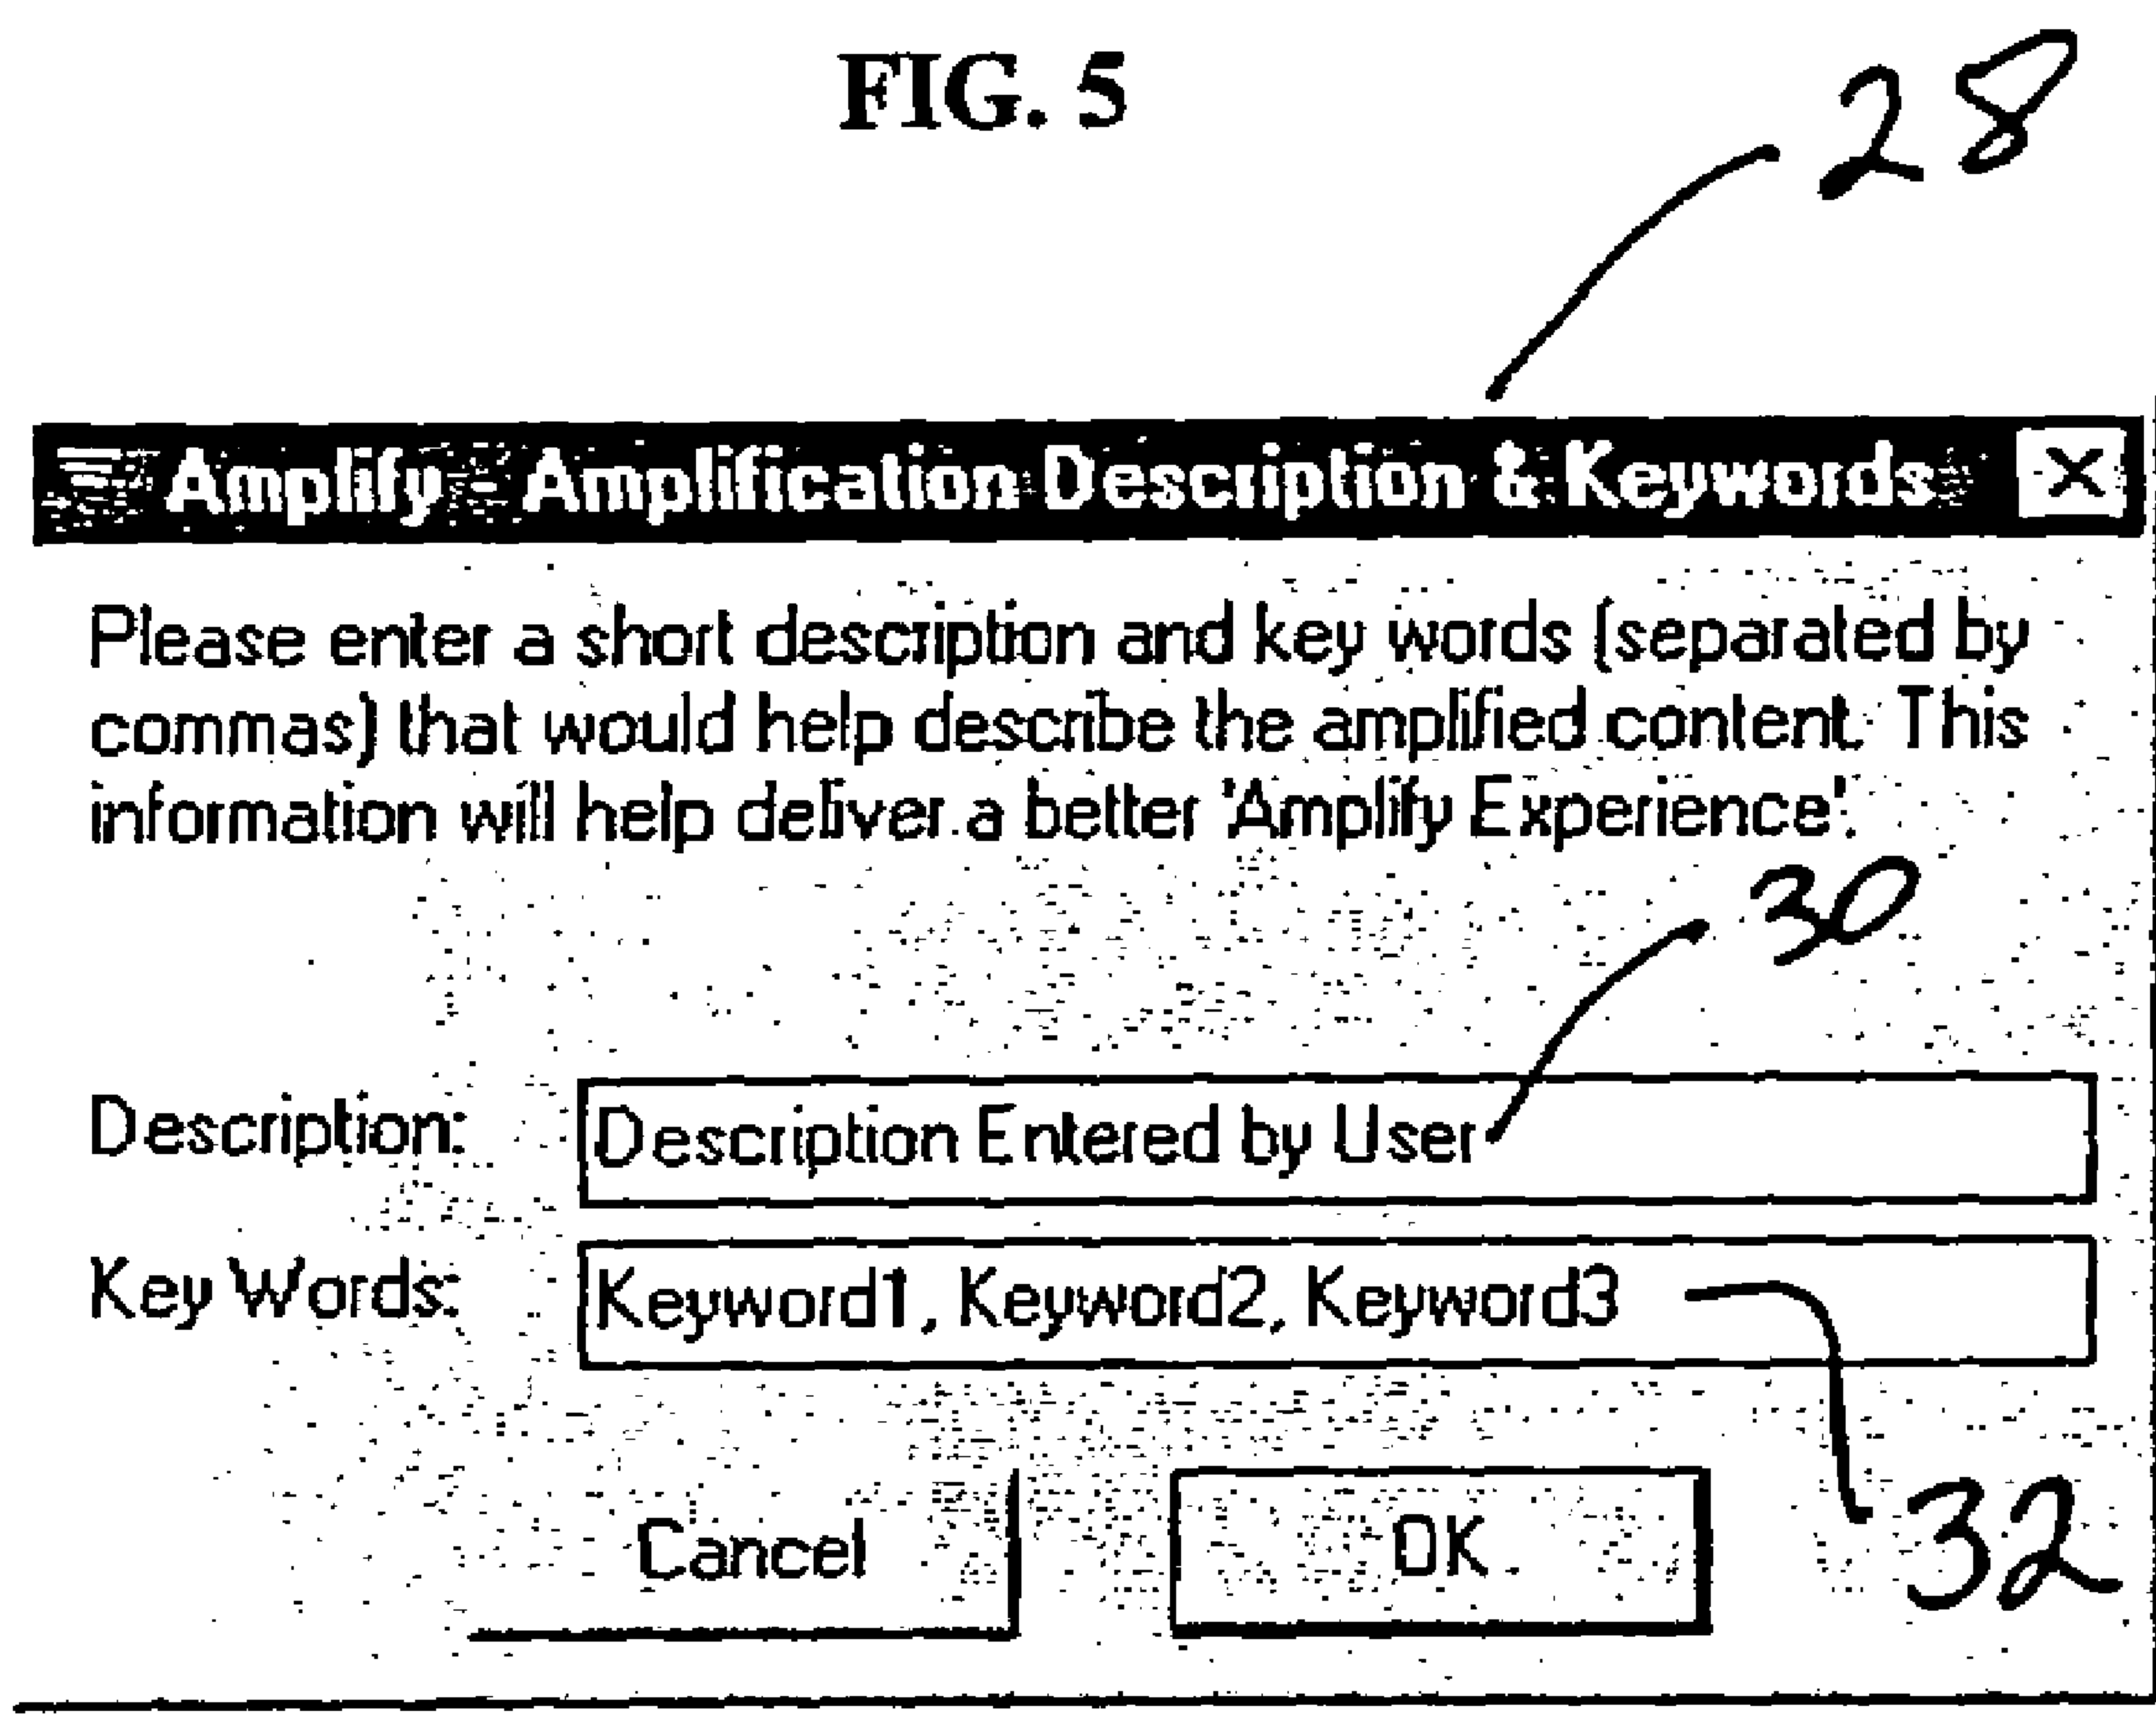 FIG. 5
28
Amplify - Amplification Description & Keywords X
Please enter a short description and key words (separated by
commas) that would help describe the amplified content. This
information will help deliver a better 'Amplify Experience'.
30
Description: Description Entered by User
Key Words: Keyword1, Keyword2, Keyword3
Cancel OK
32